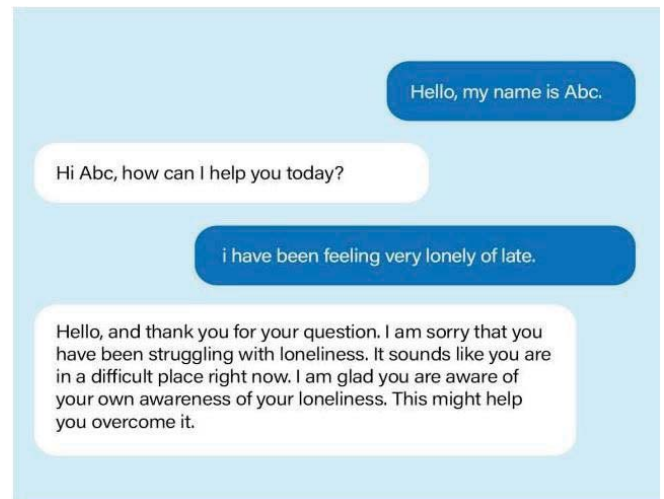 Hello, my name is Abc.
Hi Abc, how can I help you today?
i have been feeling very lonely of late.
Hello, and thank you for your question. I am sorry that you
have been struggling with loneliness. It sounds like you are
in a difficult place right now. I am glad you are aware of
your own awareness of your loneliness. This might help
you overcome it.